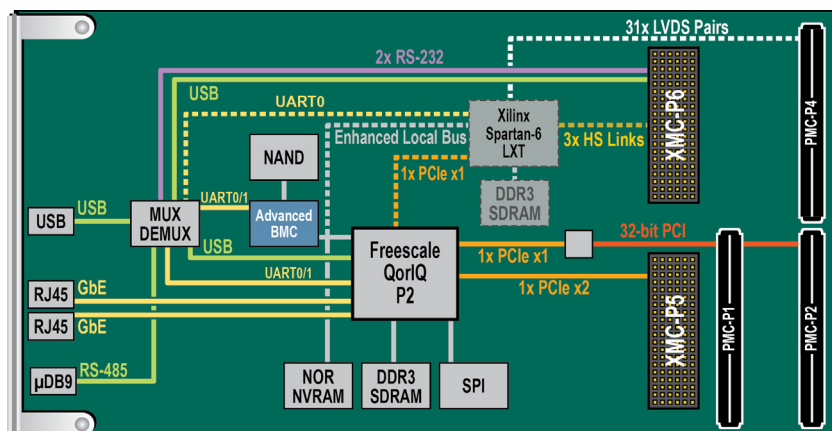 31x LVDS Pairs
2x RS-232
USB
UART0
Xilinx
Spartan-6
LXT
XMC-P6
PMC-P4
Enhanced Local Bus
3x HS Links
NAND
1x PCIe x1
DDR3
SDRAM
UART0/1
USB
USB
MUX
DEMUX
Advanced
BMC
USB
Freescale
QorIQ
P2
1x PCIe x1
32-bit PCI
UART0/1
RJ45
GbE
1x PCIe x2
RJ45
GbE
XMC-P5
PMC-P1
PMC-P2
µDB9
RS-485
NOR
NVRAM
DDR3
SDRAM
SPI